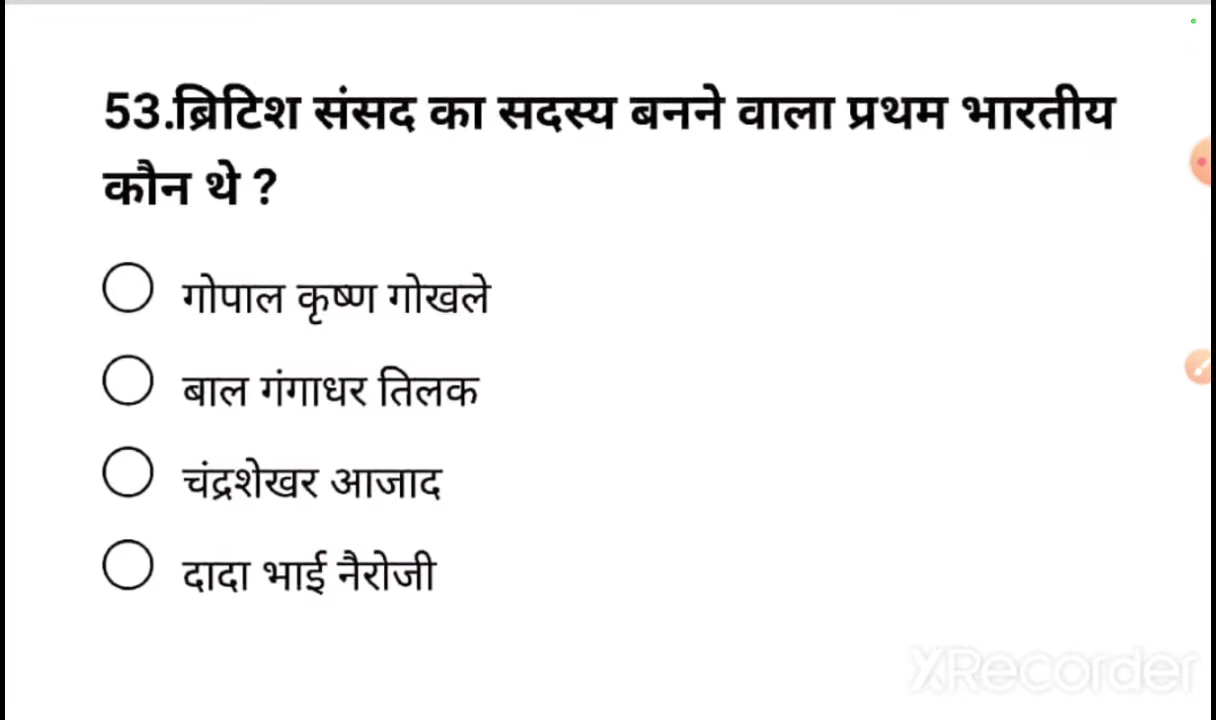 53.ब्रिटिश संसद का सदस्य बनने वाला प्रथम भारतीय
कौन थे ?
गोपाल कृष्ण गोखले
बाल गंगाधर तिलक
चंद्रशेखर आजाद
दादा भाई नैरोजी
XRecorder